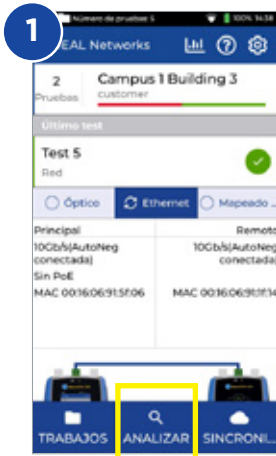 1
Número de pruebas: 5
100% 14:38
EAL Networks
2
Pruebas
Campus 1 Building 3
customer
Último test
Test 5
Red
Óptico
Ethernet
Mapeado ..
Principal
Remoto
10Gb/s(AutoNeg
conectada)
10Gb/s(AutoNeg
conectada)
Sin PoE
MAC 00:16:06:91:5f:06
MAC 00:16:06:91:1f:14
TRABAJOS
ANALIZAR
SINCRONI...